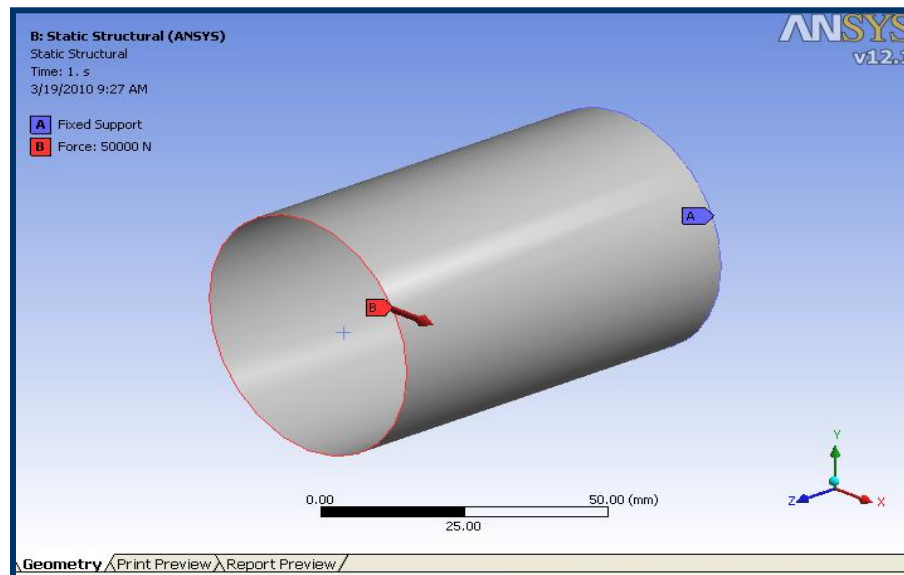 B: Static Structural (ANSYS)
Static Structural
Time: 1. s
3/19/2010 9:27 AM
A Fixed Support
B Force: 50000 N
ANSYS
v12.1
A
B
0.00 50.00 (mm)
25.00
Y
Z X
Geometry Print Preview Report Preview